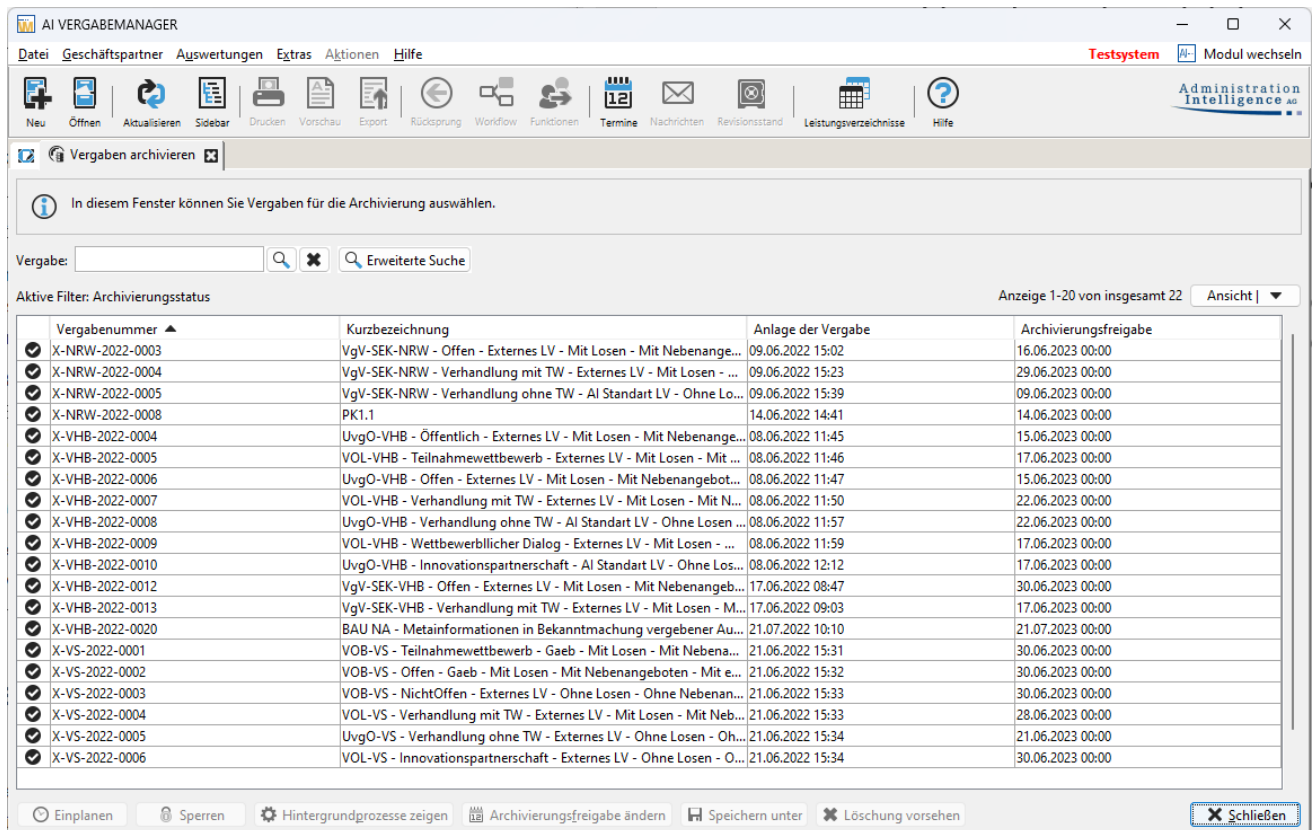 AI VERGABEMANAGER
Datei Geschäftspartner Auswertungen Extras Aktionen Hilfe Testsystem AI Modul wechseln
Neu Öffnen Aktualisieren Sidebar Drucken Vorschau Export Rücksprung Workflow Funktionen 12 Termine Nachrichten Revisionsstand Leistungsverzeichnisse Hilfe
Administration
Intelligence AG
Vergaben archivieren
In diesem Fenster können Sie Vergaben für die Archivierung auswählen.
Vergabe: Erweiterte Suche
Aktive Filter: Archivierungsstatus Anzeige 1-20 von insgesamt 22 Ansicht |
Vergabenummer Kurzbezeichnung Anlage der Vergabe Archivierungsfreigabe
X-NRW-2022-0003 VgV-SEK-NRW - Offen - Externes LV - Mit Losen - Mit Nebenange... 09.06.2022 15:02 16.06.2023 00:00
X-NRW-2022-0004 VgV-SEK-NRW - Verhandlung mit TW - Externes LV - Mit Losen - ... 09.06.2022 15:23 29.06.2023 00:00
X-NRW-2022-0005 VgV-SEK-NRW - Verhandlung ohne TW - AI Standart LV - Ohne Lo... 09.06.2022 15:39 09.06.2023 00:00
X-NRW-2022-0008 PK1.1 14.06.2022 14:41 14.06.2023 00:00
X-VHB-2022-0004 UvgO-VHB - Öffentlich - Externes LV - Mit Losen - Mit Nebenange... 08.06.2022 11:45 15.06.2023 00:00
X-VHB-2022-0005 VOL-VHB - Teilnahmewettbewerb - Externes LV - Mit Losen - Mit ... 08.06.2022 11:46 17.06.2023 00:00
X-VHB-2022-0006 UvgO-VHB - Offen - Externes LV - Mit Losen - Mit Nebenangebot... 08.06.2022 11:47 15.06.2023 00:00
X-VHB-2022-0007 VOL-VHB - Verhandlung mit TW - Externes LV - Mit Losen - Mit N... 08.06.2022 11:50 22.06.2023 00:00
X-VHB-2022-0008 UvgO-VHB - Verhandlung ohne TW - AI Standart LV - Ohne Losen ... 08.06.2022 11:57 22.06.2023 00:00
X-VHB-2022-0009 VOL-VHB - Wettbewerbllicher Dialog - Externes LV - Mit Losen - ... 08.06.2022 11:59 17.06.2023 00:00
X-VHB-2022-0010 UvgO-VHB - Innovationspartnerschaft - AI Standart LV - Ohne Los... 08.06.2022 12:12 17.06.2023 00:00
X-VHB-2022-0012 VgV-SEK-VHB - Offen - Externes LV - Mit Losen - Mit Nebenangeb... 17.06.2022 08:47 30.06.2023 00:00
X-VHB-2022-0013 VgV-SEK-VHB - Verhandlung mit TW - Externes LV - Mit Losen - M... 17.06.2022 09:03 17.06.2023 00:00
X-VHB-2022-0020 BAU NA - Metainformationen in Bekanntmachung vergebener Au... 21.07.2022 10:10 21.07.2023 00:00
X-VS-2022-0001 VOB-VS - Teilnahmewettbewerb - Gaeb - Mit Losen - Mit Nebena... 21.06.2022 15:31 30.06.2023 00:00
X-VS-2022-0002 VOB-VS - Offen - Gaeb - Mit Losen - Mit Nebenangeboten - Mit e... 21.06.2022 15:32 30.06.2023 00:00
X-VS-2022-0003 VOB-VS - NichtOffen - Externes LV - Ohne Losen - Ohne Nebenan... 21.06.2022 15:33 30.06.2023 00:00
X-VS-2022-0004 VOL-VS - Verhandlung mit TW - Externes LV - Mit Losen - Mit Neb... 21.06.2022 15:33 28.06.2023 00:00
X-VS-2022-0005 UvgO-VS - Verhandlung ohne TW - Externes LV - Ohne Losen - Oh... 21.06.2022 15:34 21.06.2023 00:00
X-VS-2022-0006 VOL-VS - Innovationspartnerschaft - Externes LV - Ohne Losen - O... 21.06.2022 15:34 30.06.2023 00:00
Einplanen Sperren Hintergrundprozesse zeigen 12 Archivierungsfreigabe ändern Speichern unter Löschung vorsehen Schließen